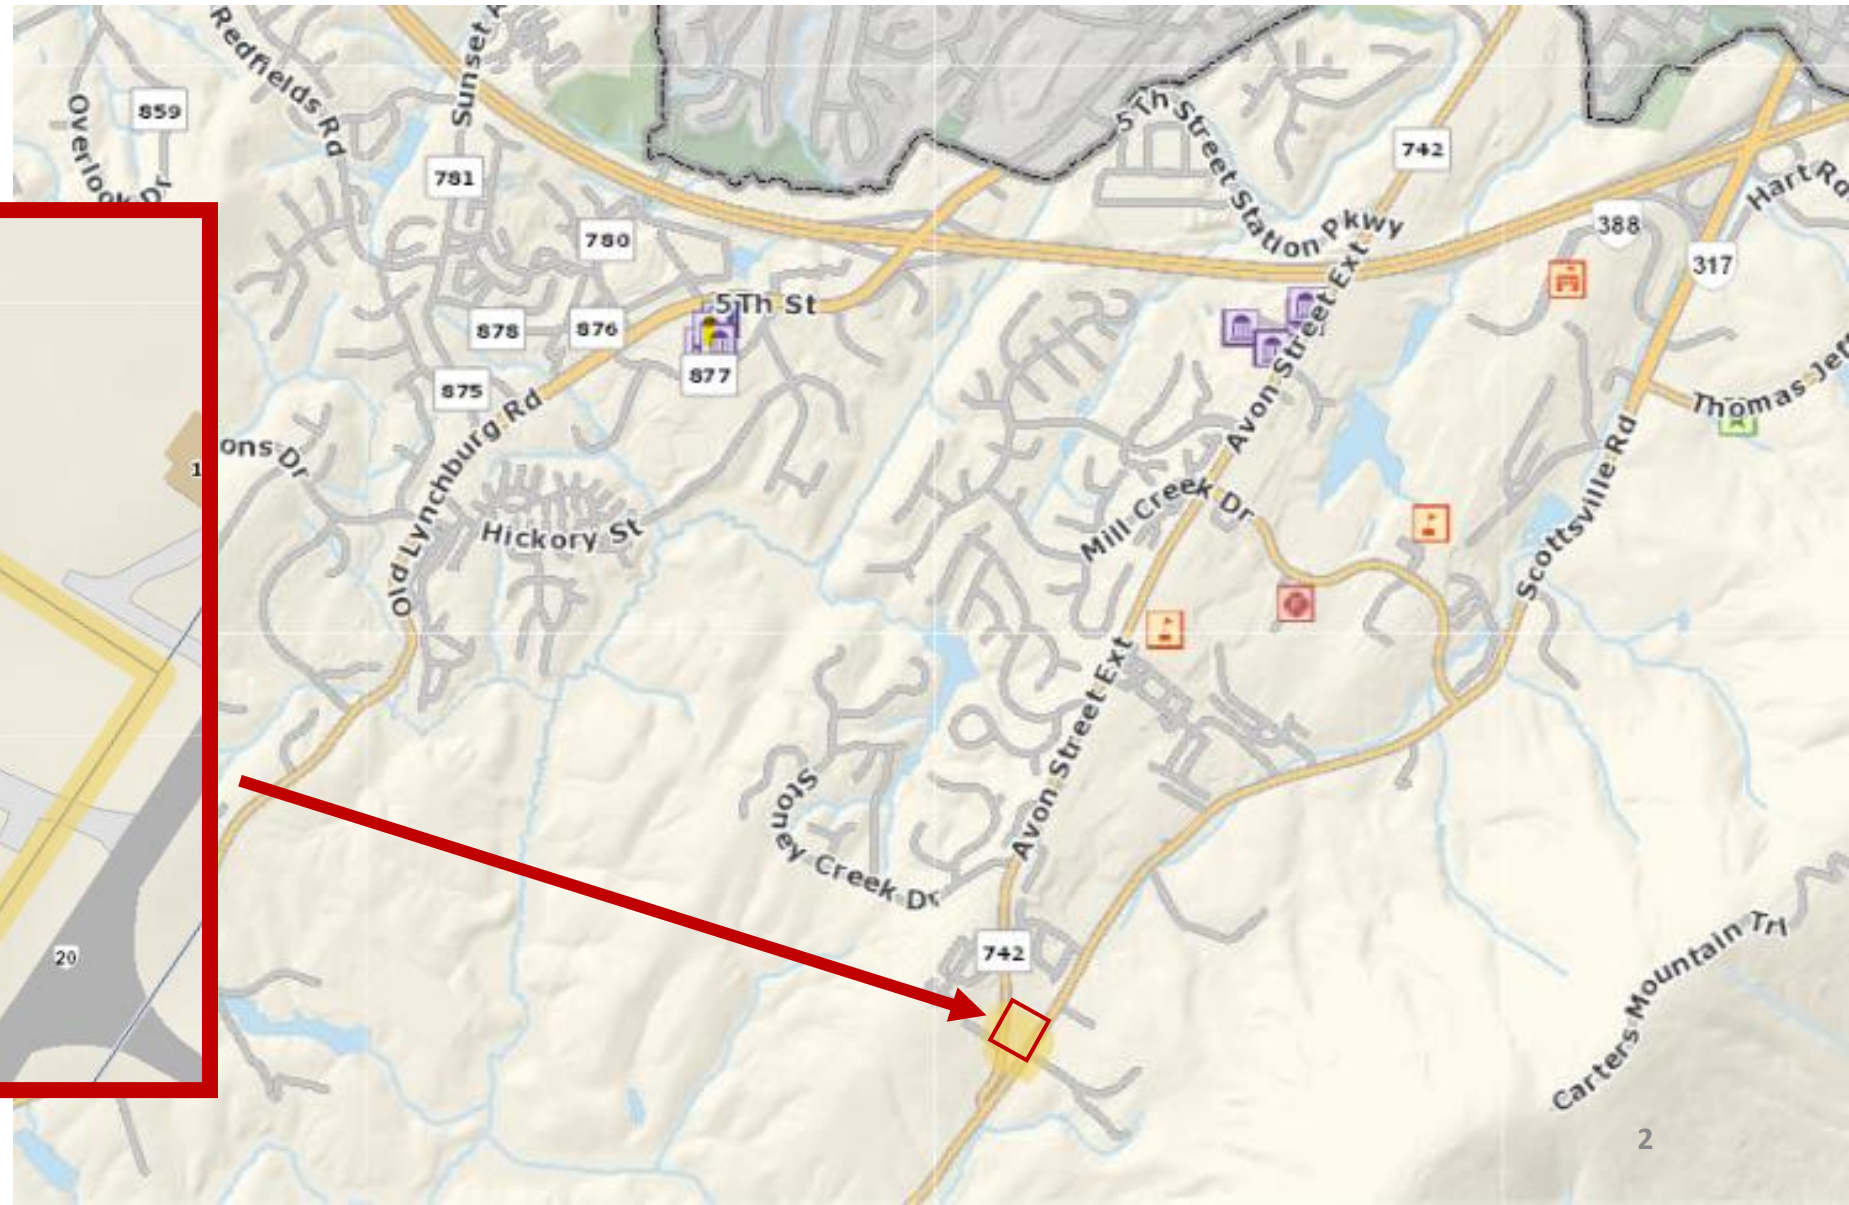 Redfields Rd
Sunset
859
Overlook Dr
781
780
5Th Street Station Pkwy
742
388
Hart Rd
317
5Th St
878
876
877
875
Old Lynchburg Rd
ons Dr
1
Hickory St
Avon Street Ext
Mill Creek Dr
Thomas Jeff
Scottsville Rd
Avon Street Ext
Stoney Creek Dr
742
20
Carters Mountain Trl
2